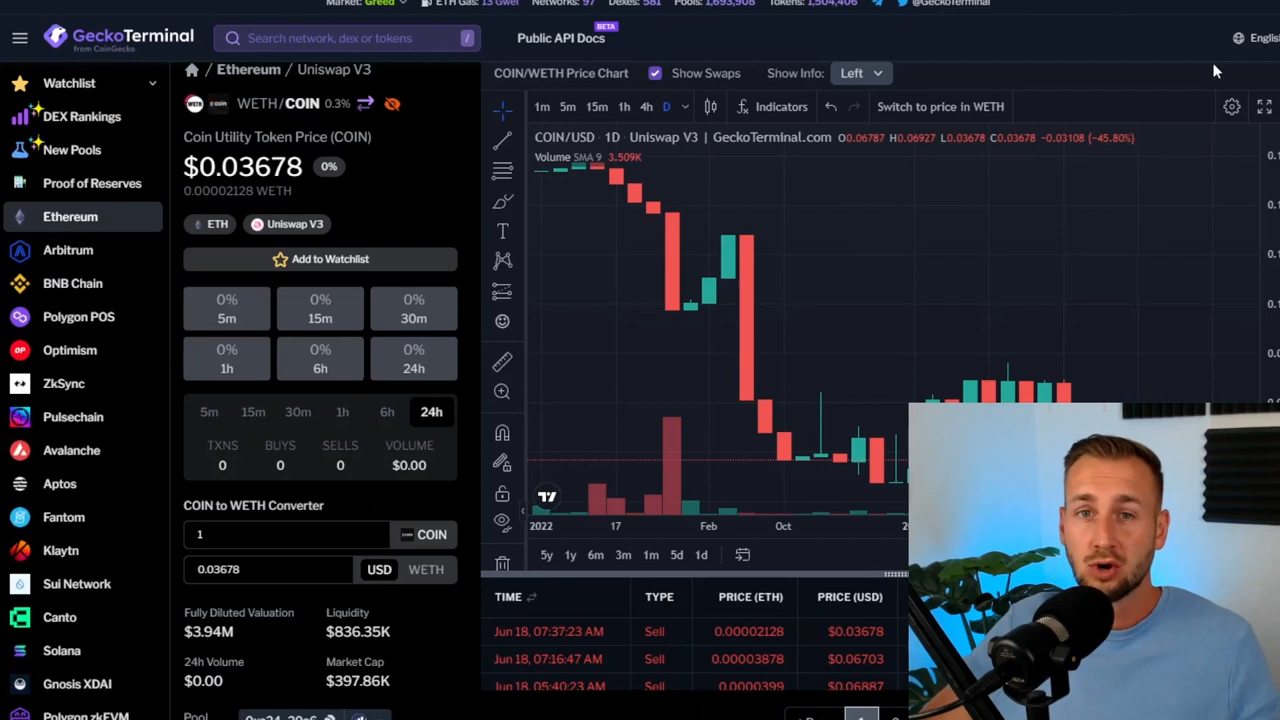 Market: Greed ETH Gas: 13 Gwei Networks: 97 Dexes: 581 Pools: 1,693,908 Tokens: 1,504,406 @GeckoTerminal
GeckoTerminal
from CoinGecko
Search network, dex or tokens /
Public API Docs
BETA
English
Watchlist
DEX Rankings
New Pools
Proof of Reserves
Ethereum
Arbitrum
BNB Chain
Polygon POS
Optimism
ZkSync
Pulsechain
Avalanche
Aptos
Fantom
Klaytn
Sui Network
Canto
Solana
Gnosis XDAI
Polygon zkEVM
Ethereum / Uniswap V3
WETH/COIN 0.3%
Coin Utility Token Price (COIN)
$0.03678 0%
0.00002128 WETH
ETH Uniswap V3
Add to Watchlist
0% 0% 0%
5m 15m 30m
0% 0% 0%
1h 6h 24h
5m 15m 30m 1h 6h 24h
TXNS BUYS SELLS VOLUME
0 0 0 $0.00
COIN to WETH Converter
1 COIN
0.03678 USD WETH
Fully Diluted Valuation Liquidity
$3.94M $836.35K
24h Volume Market Cap
$0.00 $397.86K
Pool
COIN/WETH Price Chart Show Swaps Show Info: Left
1m 5m 15m 1h 4h D Indicators Switch to price in WETH
COIN/USD · 1D · Uniswap V3 | GeckoTerminal.com O0.06787 H0.06927 L0.03678 C0.03678 -0.03108 (-45.80%)
Volume SMA 9 3.509K
2022 17 Feb Oct
5y 1y 6m 3m 1m 5d 1d
TIME TYPE PRICE (ETH) PRICE (USD)
Jun 18, 07:37:23 AM Sell 0.00002128 $0.03678
Jun 18, 07:16:47 AM Sell 0.00003878 $0.06703
Jun 18, 05:40:23 AM Sell 0.0000399 $0.06887
1